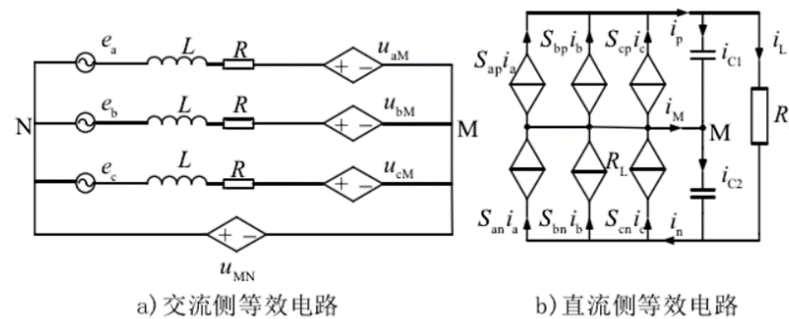 e_a L R u_aM
N e_b L R u_bM M
e_c L R u_cM
u_MN
a)交流侧等效电路
S_ap i_a S_bp i_b S_cp i_c i_p i_C1 i_L
i_M M R
R_L i_C2
S_an i_a S_bn i_b S_cn i_c i_n
b)直流侧等效电路